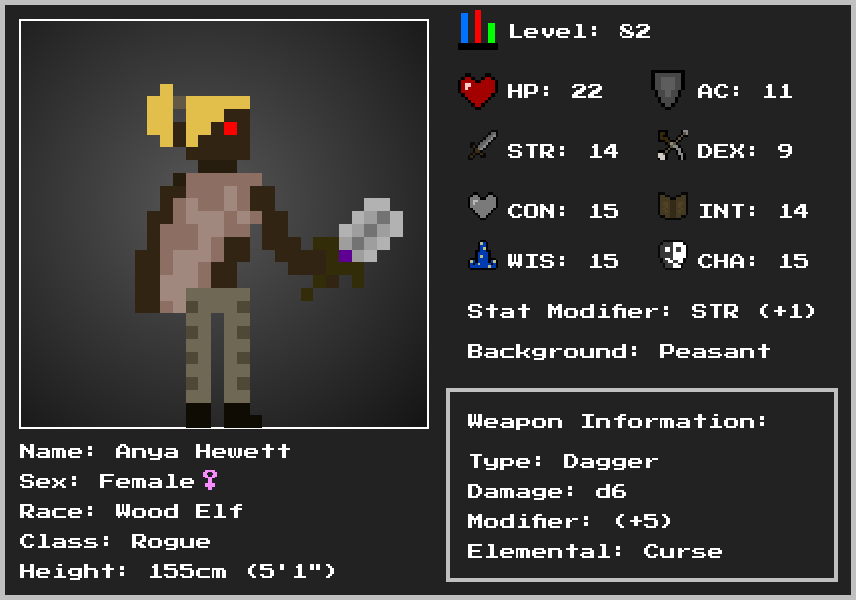 Level: 82
HP: 22 AC: 11
STR: 14 DEX: 9
CON: 15 INT: 14
WIS: 15 CHA: 15
Stat Modifier: STR (+1)
Background: Peasant
Weapon Information:
Type: Dagger
Damage: d6
Modifier: (+5)
Elemental: Curse
Name: Anya Hewett
Sex: Female♀
Race: Wood Elf
Class: Rogue
Height: 155cm (5'1")